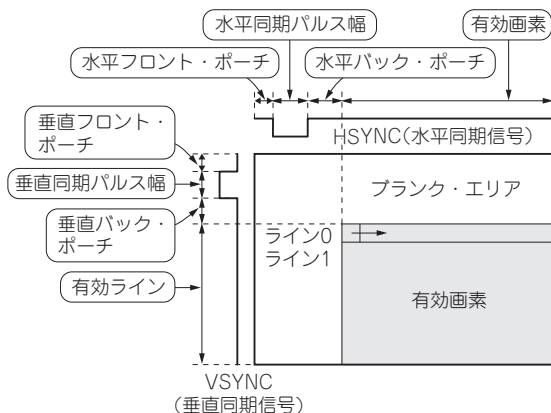 水平同期パルス幅
有効画素
水平フロント・ポーチ
水平バック・ポーチ
垂直フロント・
ポーチ
HSYNC(水平同期信号)
垂直同期パルス幅
ブランク・エリア
垂直バック・
ポーチ
ライン0
ライン1
有効ライン
有効画素
VSYNC
(垂直同期信号)